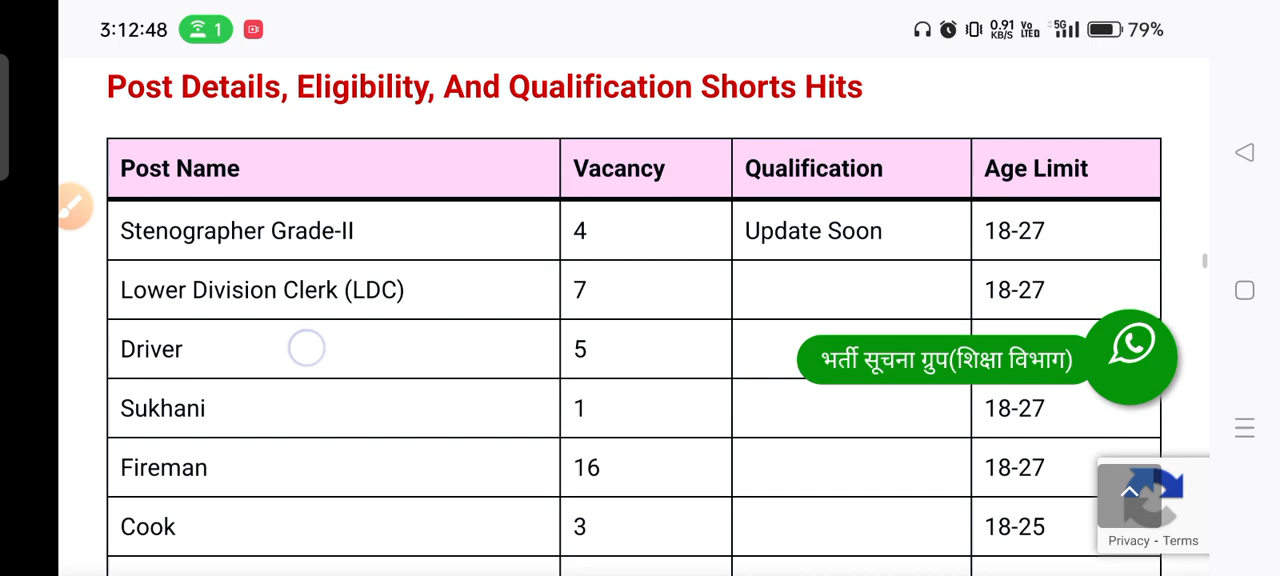 3:12:48 1 0.91 KB/S Vo LTED 5G 79%
Post Details, Eligibility, And Qualification Shorts Hits
Post Name Vacancy Qualification Age Limit
Stenographer Grade-II 4 Update Soon 18-27
Lower Division Clerk (LDC) 7 18-27
Driver 5
भर्ती सूचना ग्रुप(शिक्षा विभाग)
Sukhani 1 18-27
Fireman 16 18-27
Cook 3 18-25
Privacy - Terms